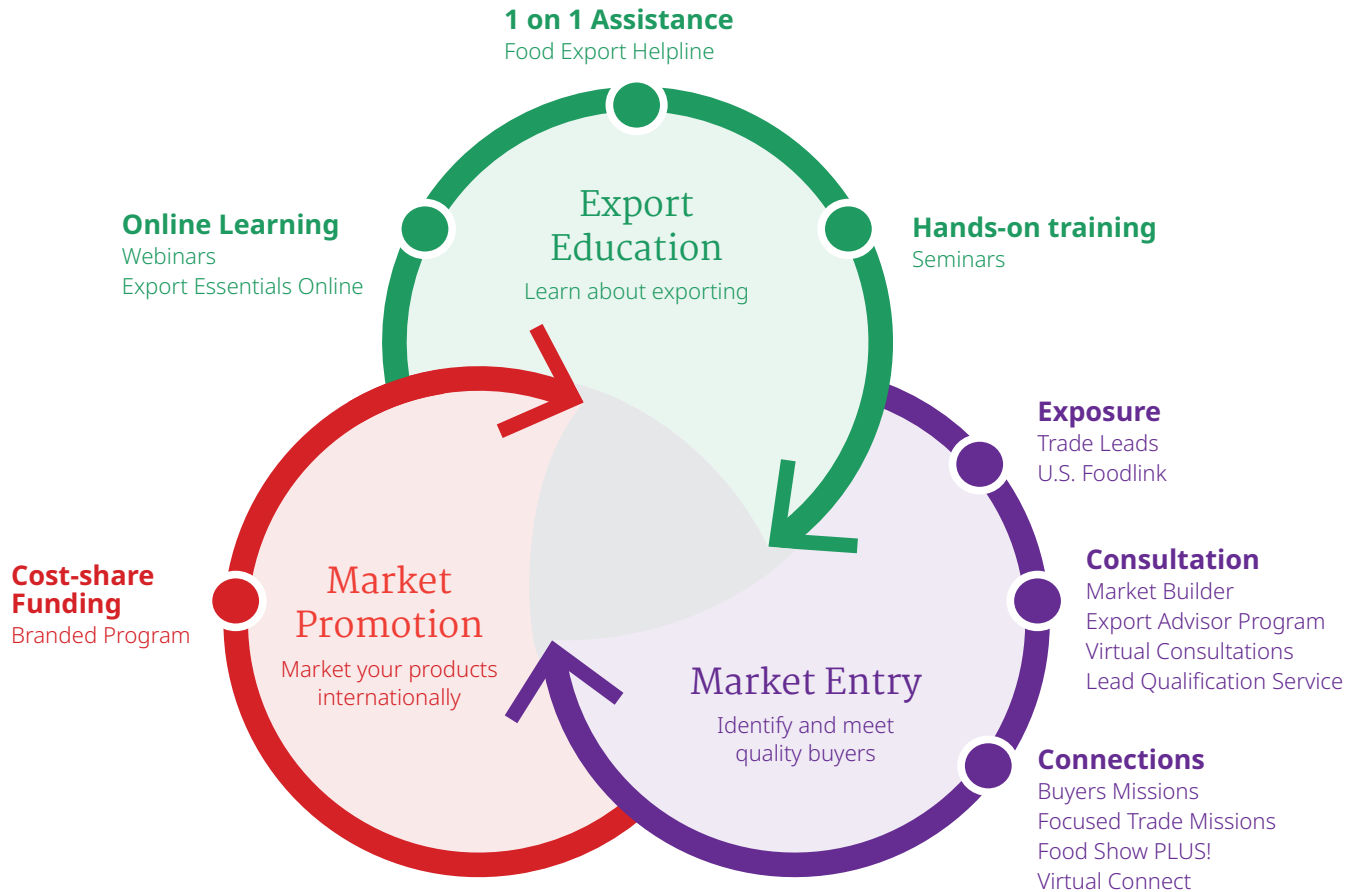 1 on 1 Assistance
Food Export Helpline
Online Learning
Webinars
Export Essentials Online
Export
Education
Learn about exporting
Hands-on training
Seminars
Exposure
Trade Leads
U.S. Foodlink
Cost-share
Funding
Branded Program
Market
Promotion
Market your products
internationally
Market Entry
Identify and meet
quality buyers
Consultation
Market Builder
Export Advisor Program
Virtual Consultations
Lead Qualification Service
Connections
Buyers Missions
Focused Trade Missions
Food Show PLUS!
Virtual Connect